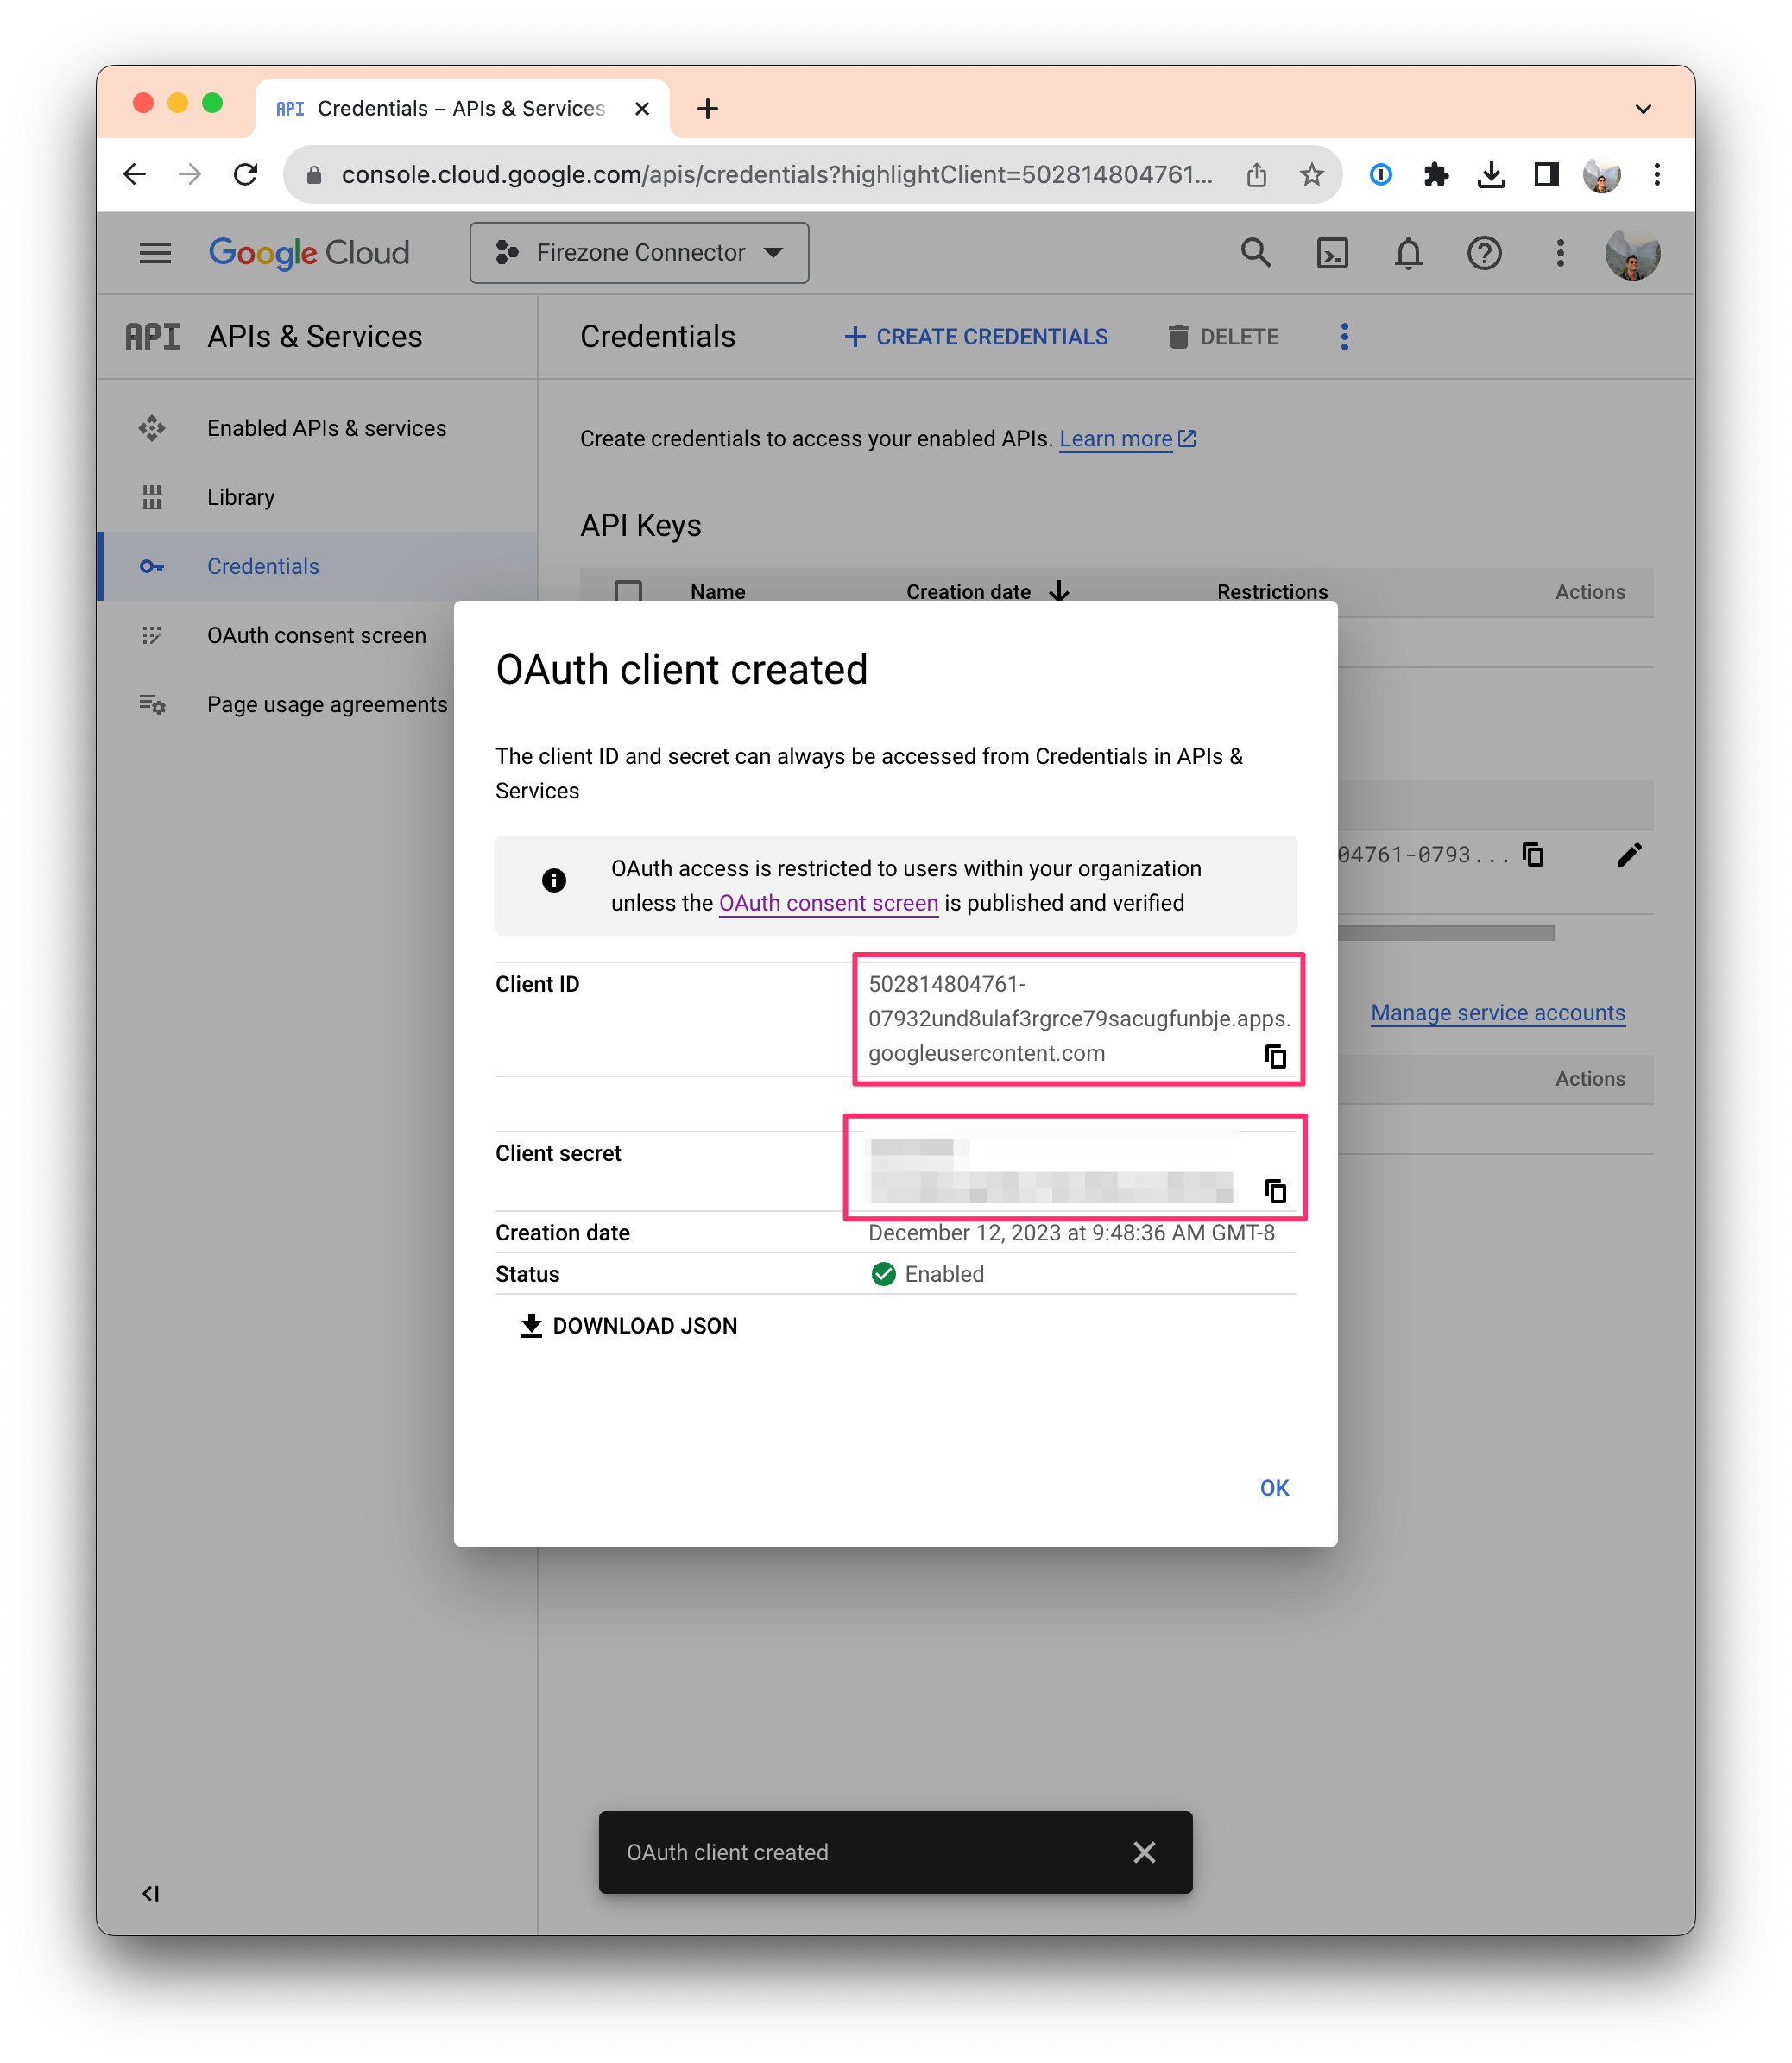 API Credentials – APIs & Services
console.cloud.google.com/apis/credentials?highlightClient=502814804761...
Google Cloud
Firezone Connector
API APIs & Services
Credentials
CREATE CREDENTIALS
DELETE
Enabled APIs & services
Library
Credentials
OAuth consent screen
Page usage agreements
Create credentials to access your enabled APIs. Learn more
API Keys
Name Creation date Restrictions Actions
OAuth client created
The client ID and secret can always be accessed from Credentials in APIs &
Services
OAuth access is restricted to users within your organization
unless the OAuth consent screen is published and verified
Client ID
502814804761-
07932und8ulaf3rgrce79sacugfunbje.apps.
googleusercontent.com
Client secret
Creation date December 12, 2023 at 9:48:36 AM GMT-8
Status Enabled
DOWNLOAD JSON
OK
04761-0793...
Manage service accounts
Actions
OAuth client created